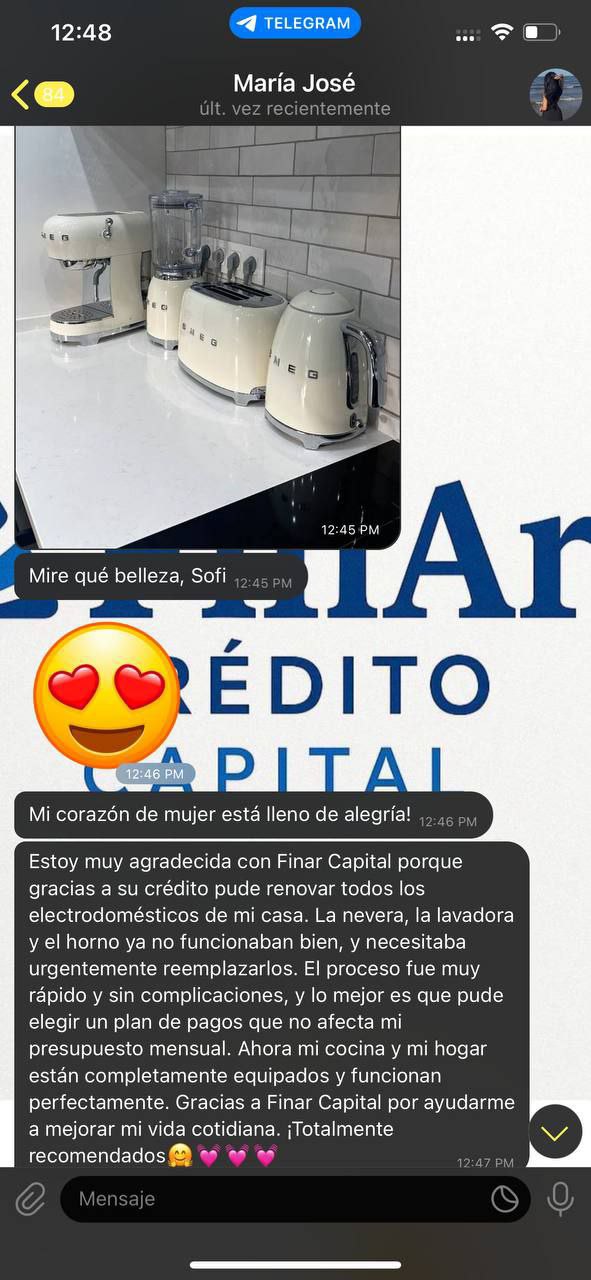 12:48
TELEGRAM
84
María José
últ. vez recientemente
SMEG
SMEG
12:45 PM
Mire qué belleza, Sofi 12:45 PM
FinAr
CRÉDITO
CAPITAL
12:46 PM
Mi corazón de mujer está lleno de alegría! 12:46 PM
Estoy muy agradecida con Finar Capital porque
gracias a su crédito pude renovar todos los
electrodomésticos de mi casa. La nevera, la lavadora
y el horno ya no funcionaban bien, y necesitaba
urgentemente reemplazarlos. El proceso fue muy
rápido y sin complicaciones, y lo mejor es que pude
elegir un plan de pagos que no afecta mi
presupuesto mensual. Ahora mi cocina y mi hogar
están completamente equipados y funcionan
perfectamente. Gracias a Finar Capital por ayudarme
a mejorar mi vida cotidiana. ¡Totalmente
recomendados🤗💓💓💓 12:47 PM
Mensaje